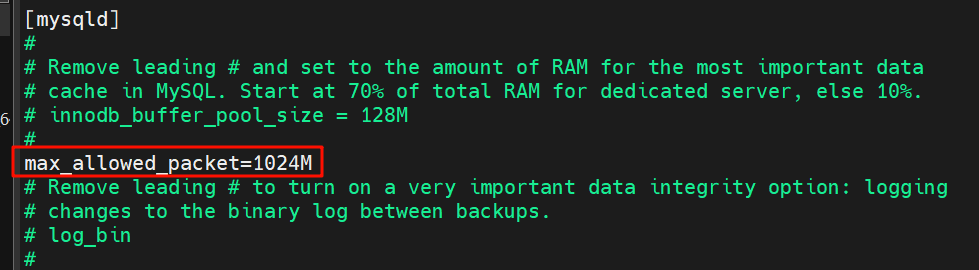 [mysqld]
#
# Remove leading # and set to the amount of RAM for the most important data
# cache in MySQL. Start at 70% of total RAM for dedicated server, else 10%.
# innodb_buffer_pool_size = 128M
#
max_allowed_packet=1024M
# Remove leading # to turn on a very important data integrity option: logging
# changes to the binary log between backups.
# log_bin
#
6